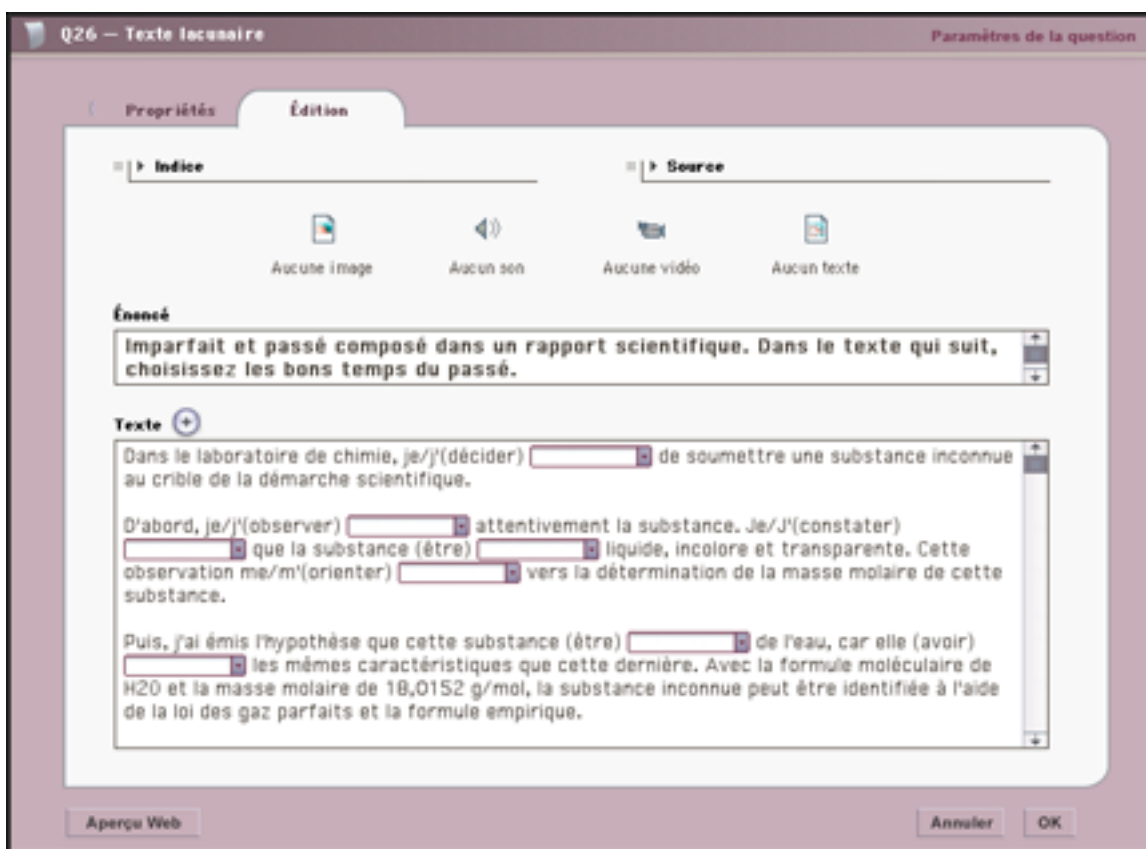 Q26 — Texte lacunaire
Paramètres de la question
Propriétés
Édition
Indice
Source
Aucune image
Aucun son
Aucune vidéo
Aucun texte
Énoncé
Imparfait et passé composé dans un rapport scientifique. Dans le texte qui suit,
choisissez les bons temps du passé.
Texte
Dans le laboratoire de chimie, je/j'(décider) de soumettre une substance inconnue
au crible de la démarche scientifique.
D'abord, je/j'(observer) attentivement la substance. Je/J'(constater)
que la substance (être) liquide, incolore et transparente. Cette
observation me/m'(orienter) vers la détermination de la masse molaire de cette
substance.
Puis, j'ai émis l'hypothèse que cette substance (être) de l'eau, car elle (avoir)
les mêmes caractéristiques que cette dernière. Avec la formule moléculaire de
H2O et la masse molaire de 18,0152 g/mol, la substance inconnue peut être identifiée à l'aide
de la loi des gaz parfaits et la formule empirique.
Aperçu Web
Annuler
OK